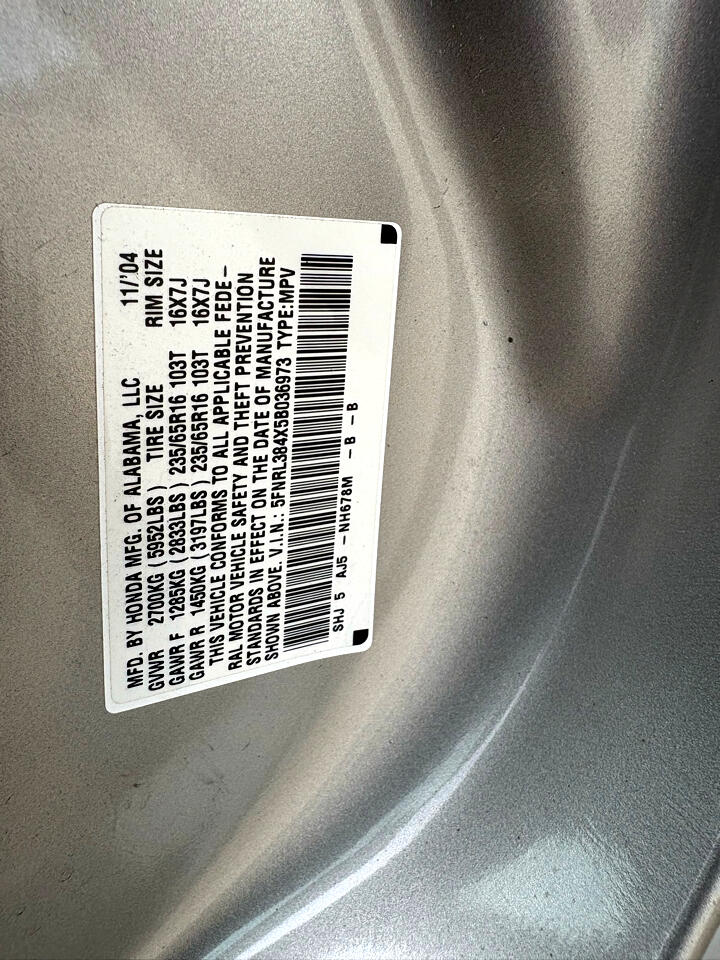 MFD. BY HONDA MFG. OF ALABAMA, LLC 11/'04
GVWR 2700KG (5952LBS) TIRE SIZE RIM SIZE
GAWR F 1285KG (2833LBS) 235/65R16 103T 16X7J
GAWR R 1450KG (3197LBS) 235/65R16 103T 16X7J
THIS VEHICLE CONFORMS TO ALL APPLICABLE FEDE-
RAL MOTOR VEHICLE SAFETY AND THEFT PREVENTION
STANDARDS IN EFFECT ON THE DATE OF MANUFACTURE
SHOWN ABOVE. V.I.N.: 5FNRL384X5B036973 TYPE:MPV
SHJ 5 AJ5 -NH678M -B -B